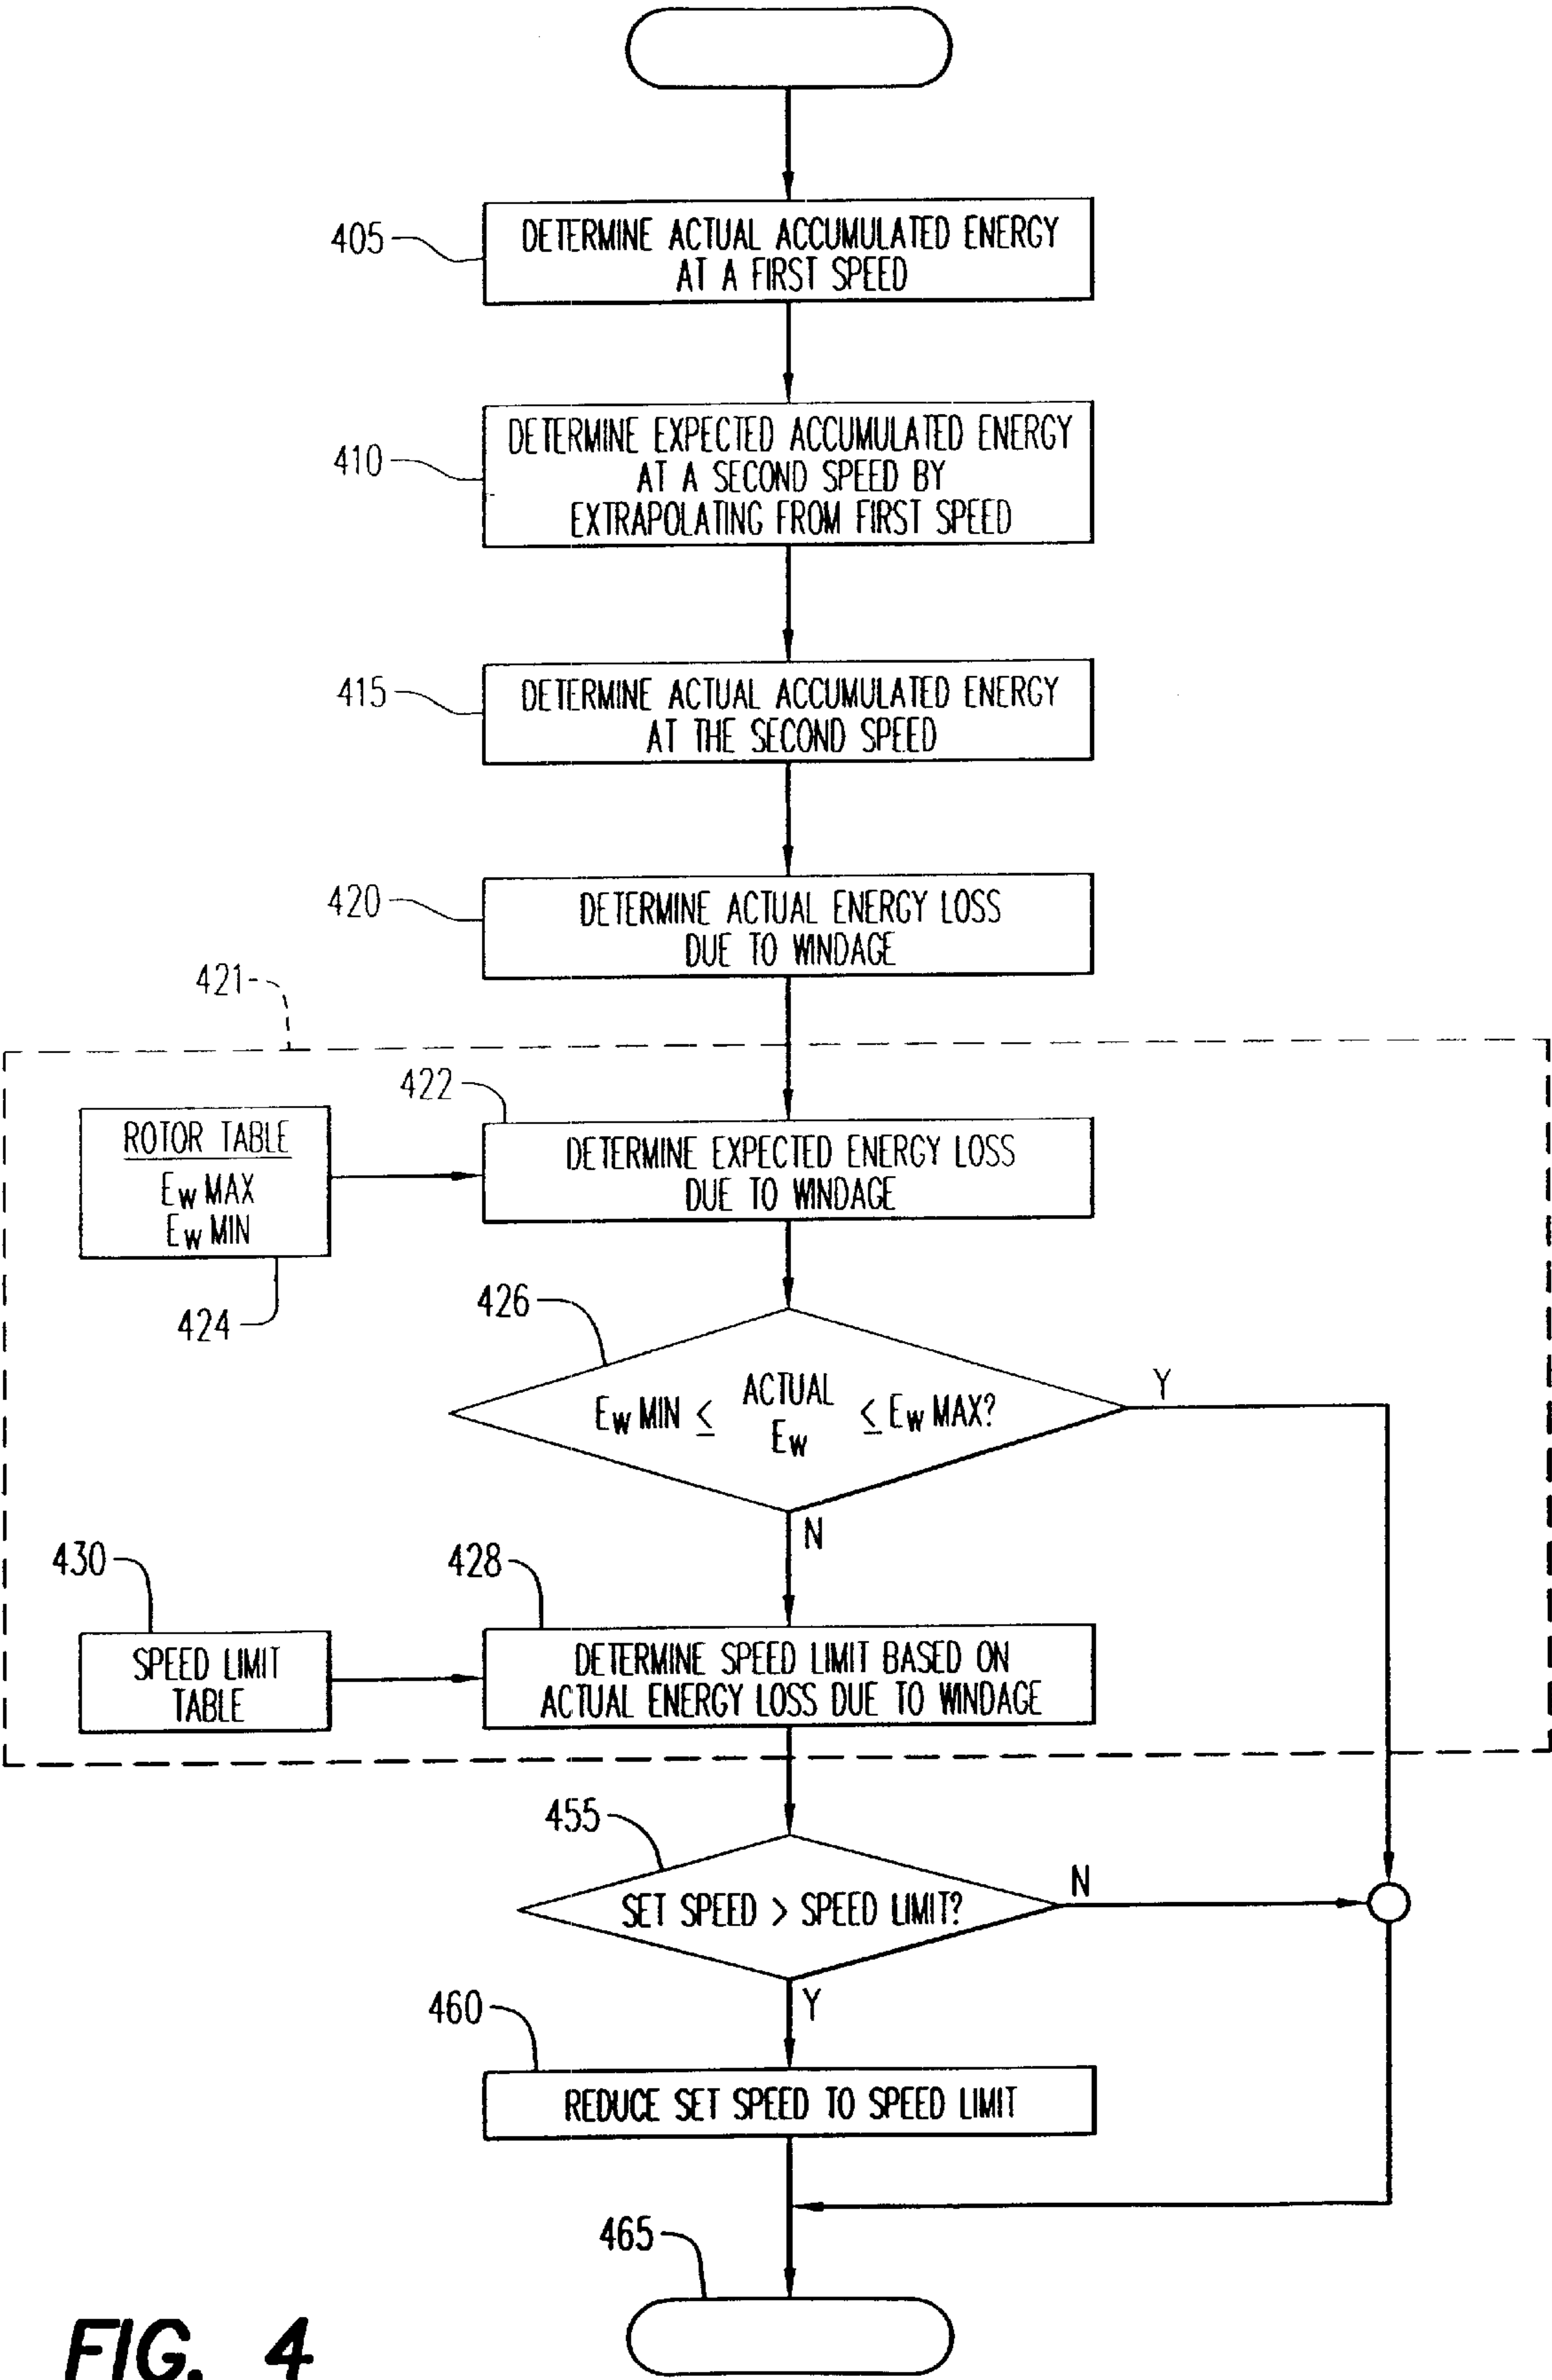 405
DETERMINE ACTUAL ACCUMULATED ENERGY
AT A FIRST SPEED
410
DETERMINE EXPECTED ACCUMULATED ENERGY
AT A SECOND SPEED BY
EXTRAPOLATING FROM FIRST SPEED
415
DETERMINE ACTUAL ACCUMULATED ENERGY
AT THE SECOND SPEED
420
DETERMINE ACTUAL ENERGY LOSS
DUE TO WINDAGE
421
422
ROTOR TABLE
EW MAX
EW MIN
424
DETERMINE EXPECTED ENERGY LOSS
DUE TO WINDAGE
426
EW MIN ≤ ACTUAL EW ≤ EW MAX?
Y
N
430
SPEED LIMIT
TABLE
428
DETERMINE SPEED LIMIT BASED ON
ACTUAL ENERGY LOSS DUE TO WINDAGE
455
SET SPEED > SPEED LIMIT?
N
Y
460
REDUCE SET SPEED TO SPEED LIMIT
465
FIG. 4